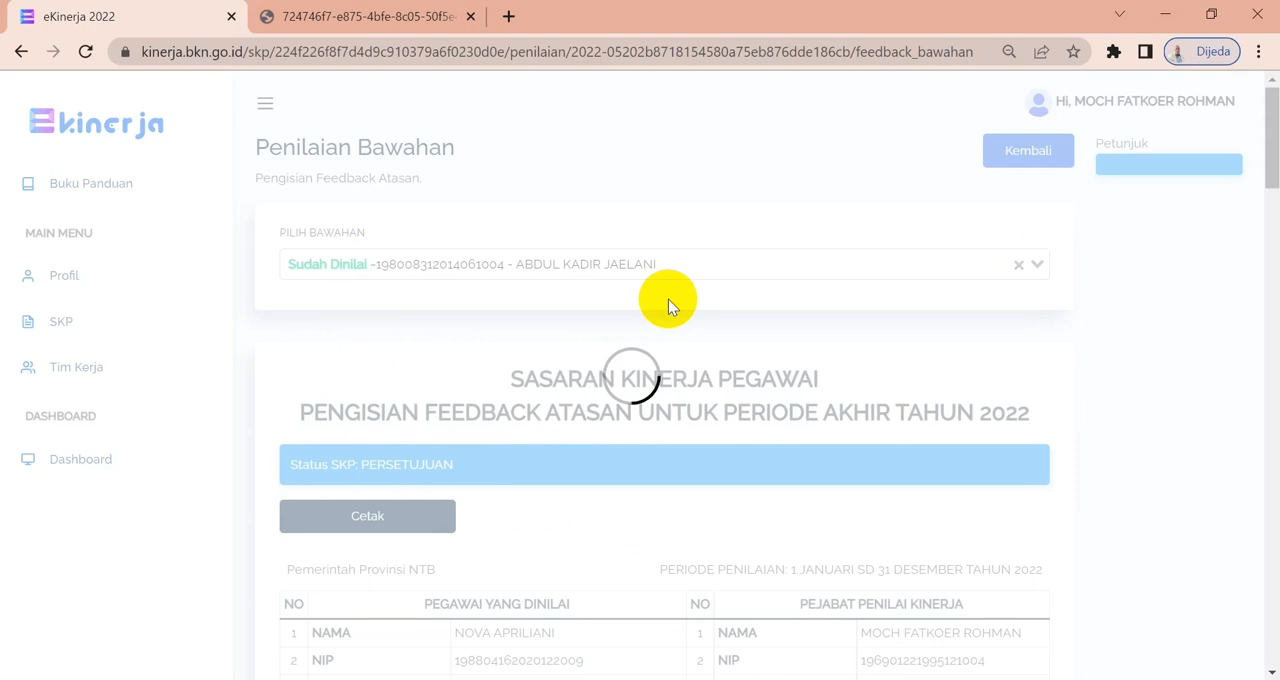 eKinerja 2022
724746f7-e875-4bfe-8c05-50f5e
kinerja.bkn.go.id/skp/224f226f8f7d4d9c910379a6f0230d0e/penilaian/2022-05202b8718154580a75eb876dde186cb/feedback_bawahan
Dijeda
Ekinerja
Hi, MOCH FATKOER ROHMAN
Penilaian Bawahan
Kembali
Petunjuk
Pengisian Feedback Atasan.
Buku Panduan
MAIN MENU
Profil
SKP
Tim Kerja
DASHBOARD
Dashboard
PILIH BAWAHAN
Sudah Dinilai -198008312014061004 - ABDUL KADIR JAELANI
SASARAN KINERJA PEGAWAI
PENGISIAN FEEDBACK ATASAN UNTUK PERIODE AKHIR TAHUN 2022
Status SKP: PERSETUJUAN
Cetak
Pemerintah Provinsi NTB PERIODE PENILAIAN: 1 JANUARI SD 31 DESEMBER TAHUN 2022
NO PEGAWAI YANG DINILAI NO PEJABAT PENILAI KINERJA
1 NAMA NOVA APRILIANI 1 NAMA MOCH FATKOER ROHMAN
2 NIP 198804162020122009 2 NIP 196901221995121004